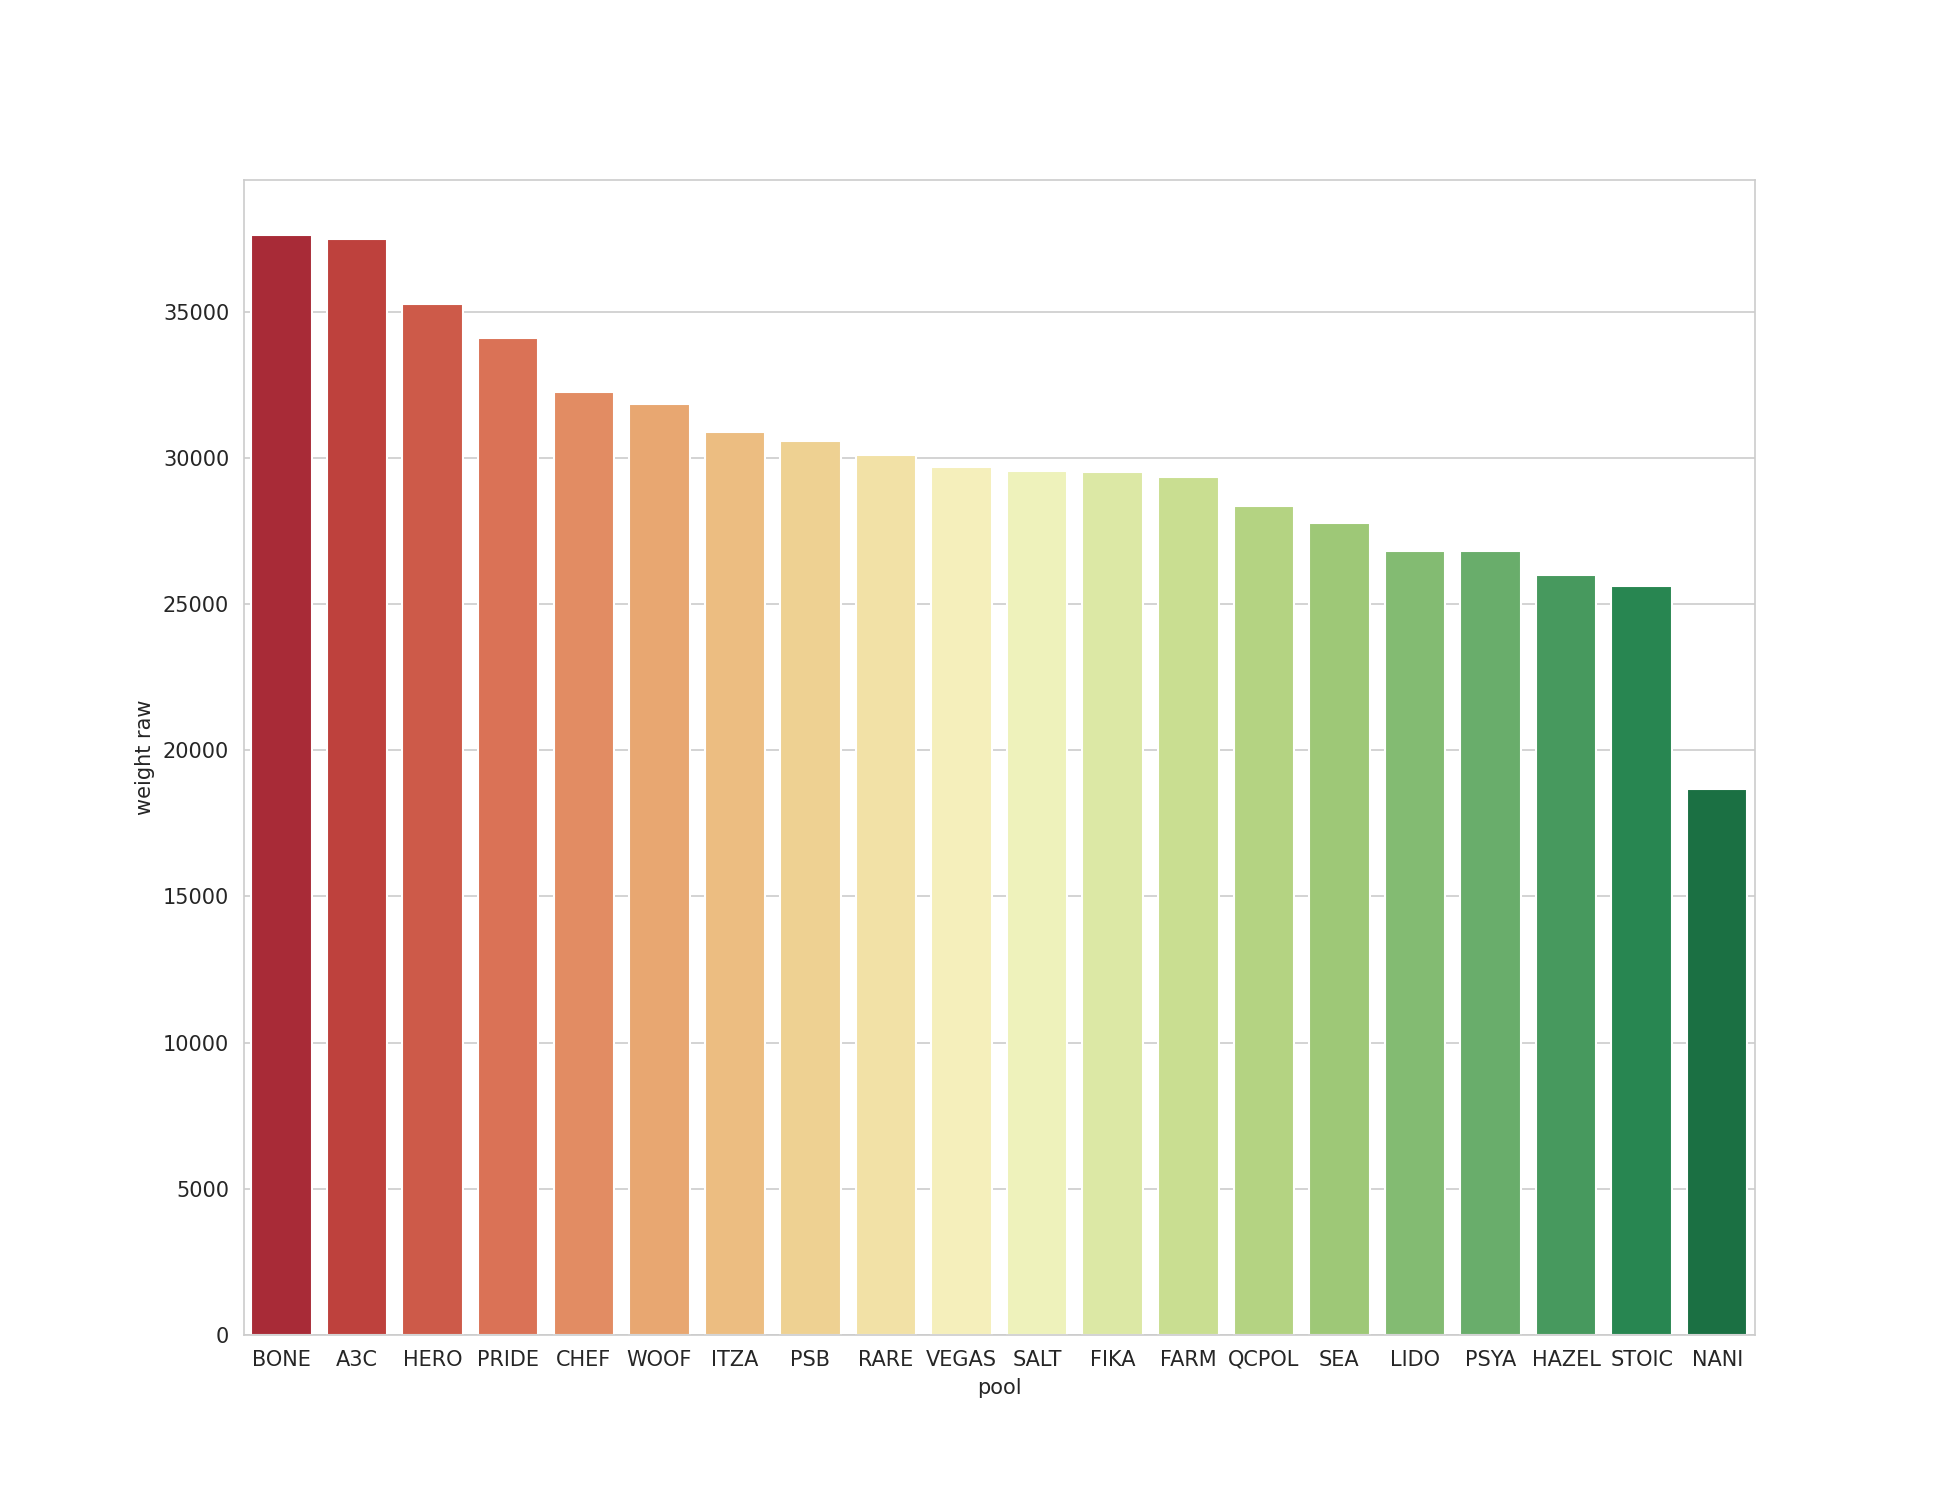 35000
30000
25000
20000
15000
10000
5000
0
weight raw
BONE A3C HERO PRIDE CHEF WOOF ITZA PSB RARE VEGAS SALT FIKA FARM QCPOL SEA LIDO PSYA HAZEL STOIC NANI
pool